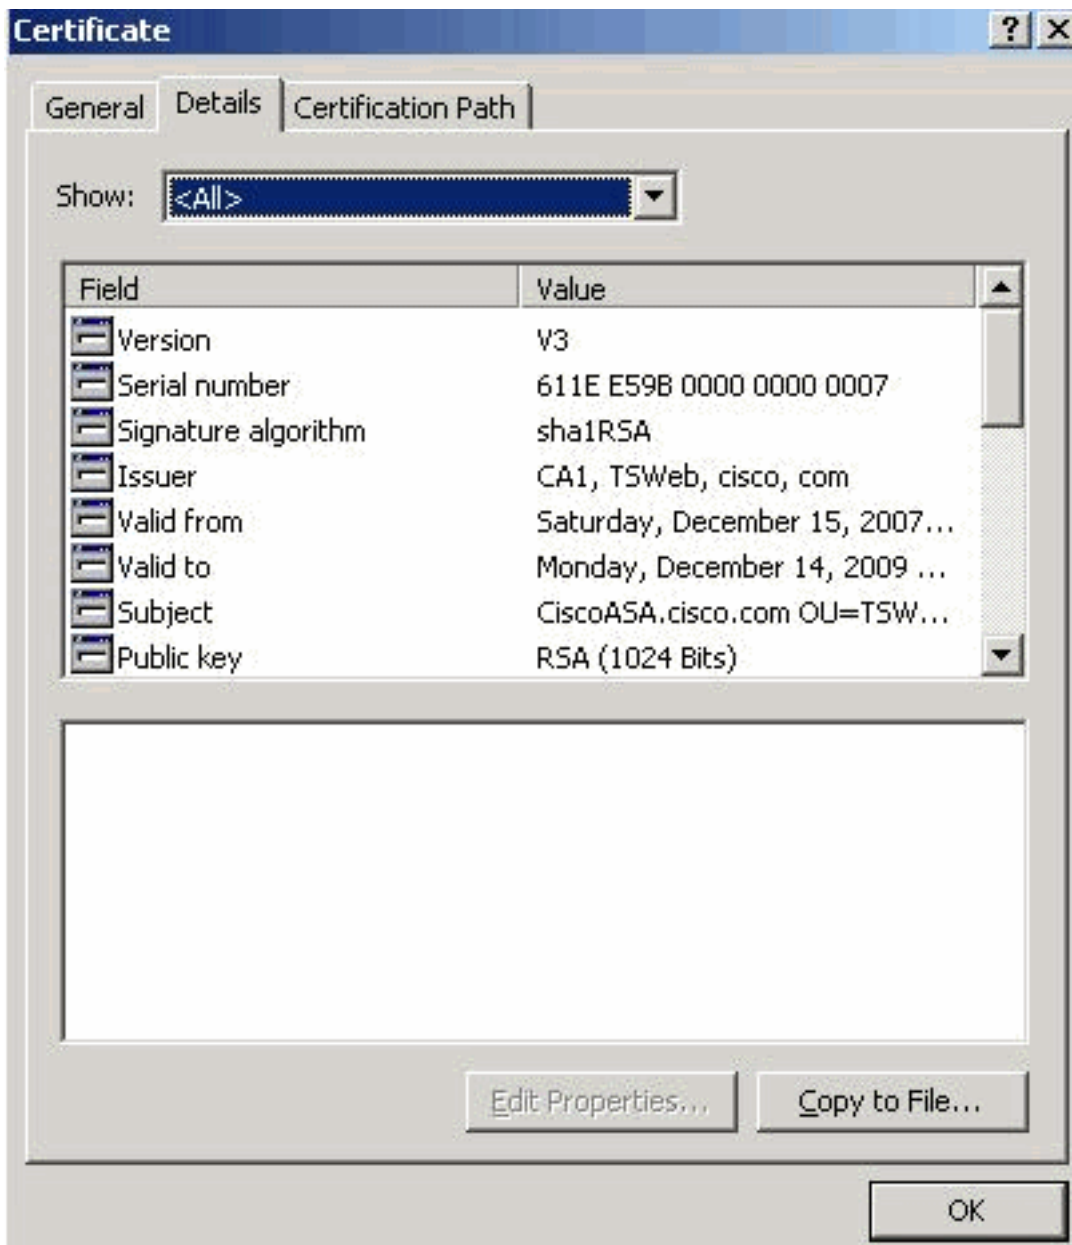 Certificate
General Details Certification Path
Show: <All>
Field Value
Version V3
Serial number 611E E59B 0000 0000 0007
Signature algorithm sha1RSA
Issuer CA1, TSWeb, cisco, com
Valid from Saturday, December 15, 2007...
Valid to Monday, December 14, 2009 ...
Subject CiscoASA.cisco.com OU=TSW...
Public key RSA (1024 Bits)
Edit Properties... Copy to File...
OK